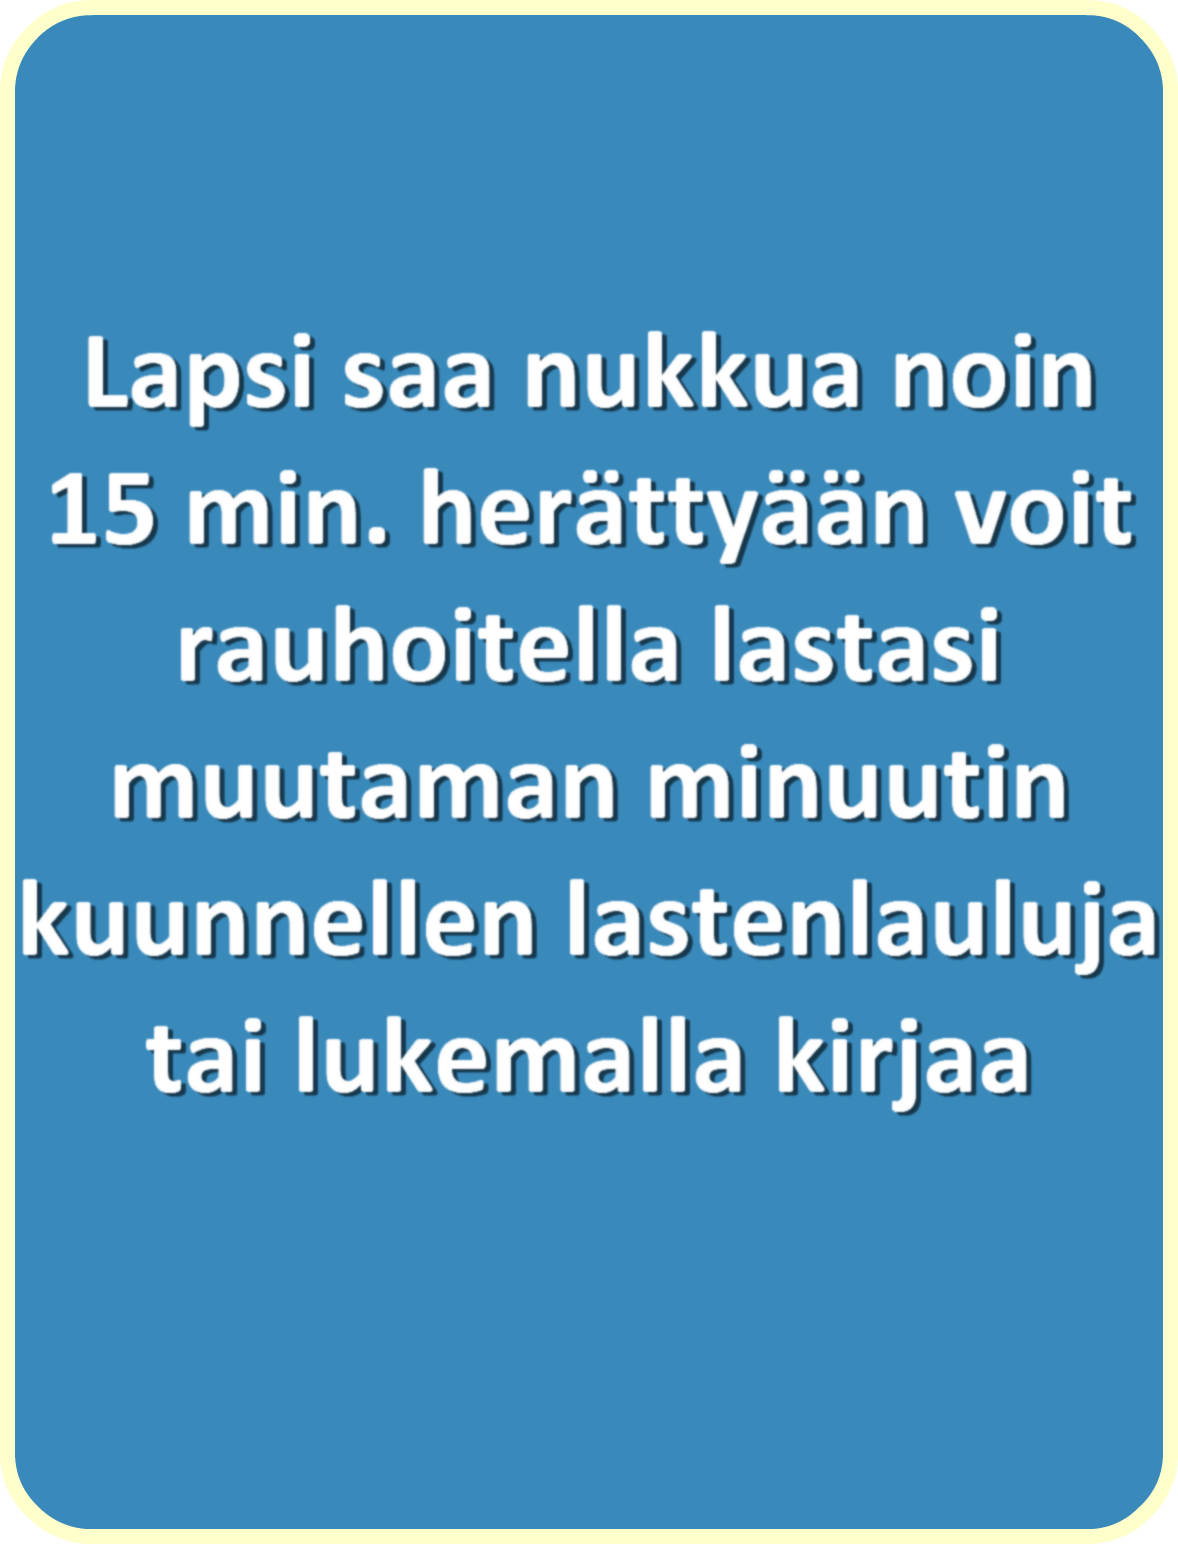 Lapsi saa nukkua noin
15 min. herättyään voit
rauhoitella lastasi
muutaman minuutin
kuunnellen lastenlauluja
tai lukemalla kirjaa